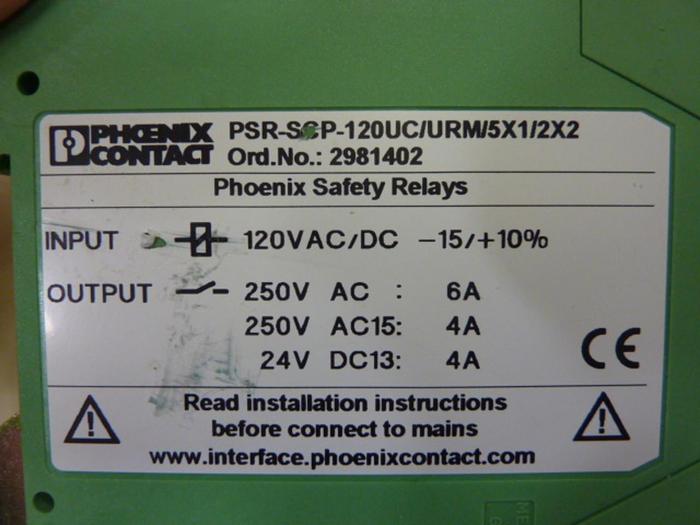 PHOENIX CONTACT
PSR-SCP-120UC/URM/5X1/2X2
Ord.No.: 2981402
Phoenix Safety Relays
INPUT 120VAC/DC -15/+10%
OUTPUT 250V AC : 6A
250V AC15: 4A
24V DC13: 4A
CE
Read installation instructions
before connect to mains
www.interface.phoenixcontact.com